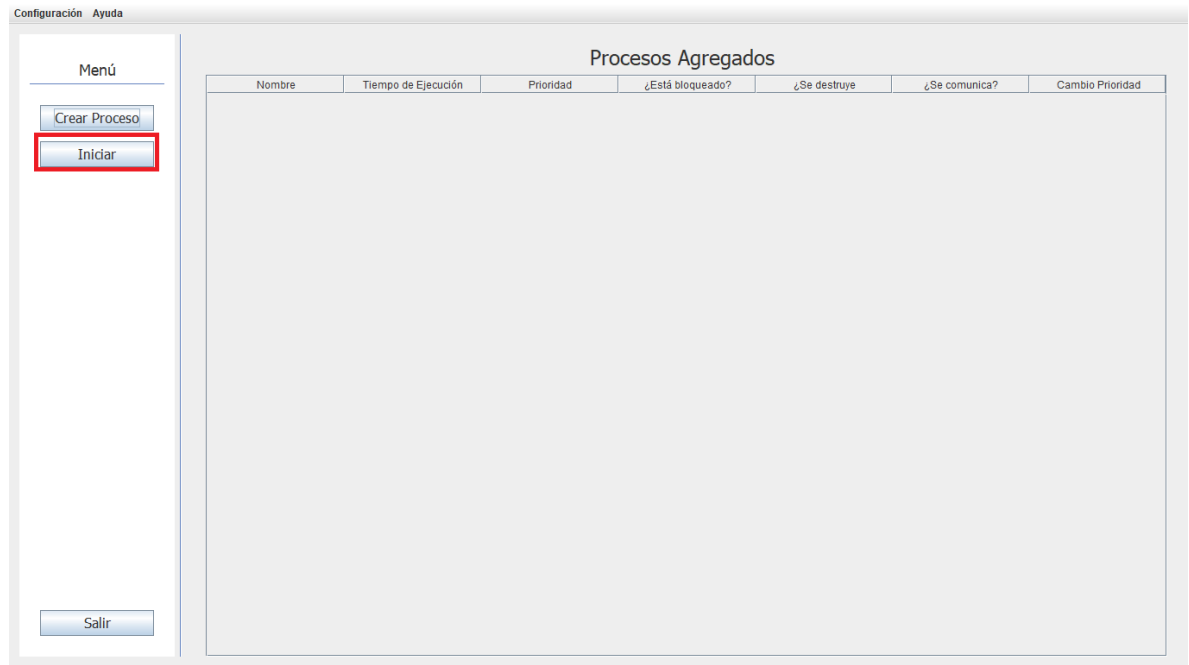 Configuración Ayuda
Menú
Crear Proceso
Iniciar
Salir
Procesos Agregados
Nombre Tiempo de Ejecución Prioridad ¿Está bloqueado? ¿Se destruye ¿Se comunica? Cambio Prioridad